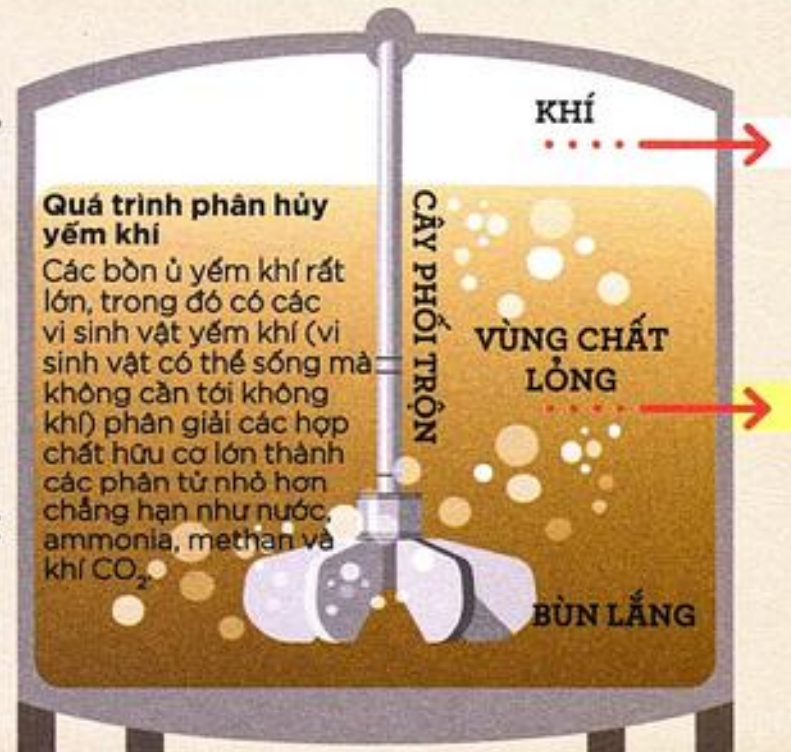 KHÍ
Quá trình phân hủy
yếm khí
Các bồn ủ yếm khí rất
lớn, trong đó có các
vi sinh vật yếm khí (vi
sinh vật có thể sống mà
không cần tới không
khí) phân giải các hợp
chất hữu cơ lớn thành
các phân tử nhỏ hơn
chẳng hạn như nước,
ammonia, methan và
khí CO₂.
CÂY PHỐI TRỘN
VÙNG CHẤT
LỎNG
BÙN LẮNG